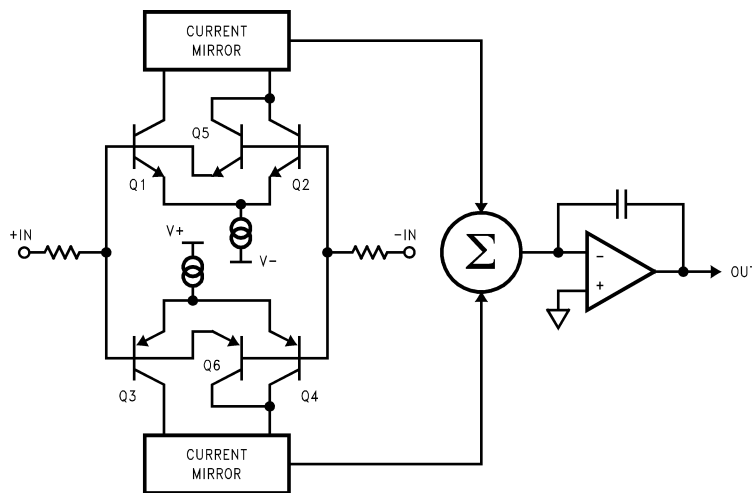 CURRENT
MIRROR
Q5
Q1
Q2
+IN
V+
V-
-IN
Σ
-
+
OUT
Q6
Q3
Q4
CURRENT
MIRROR